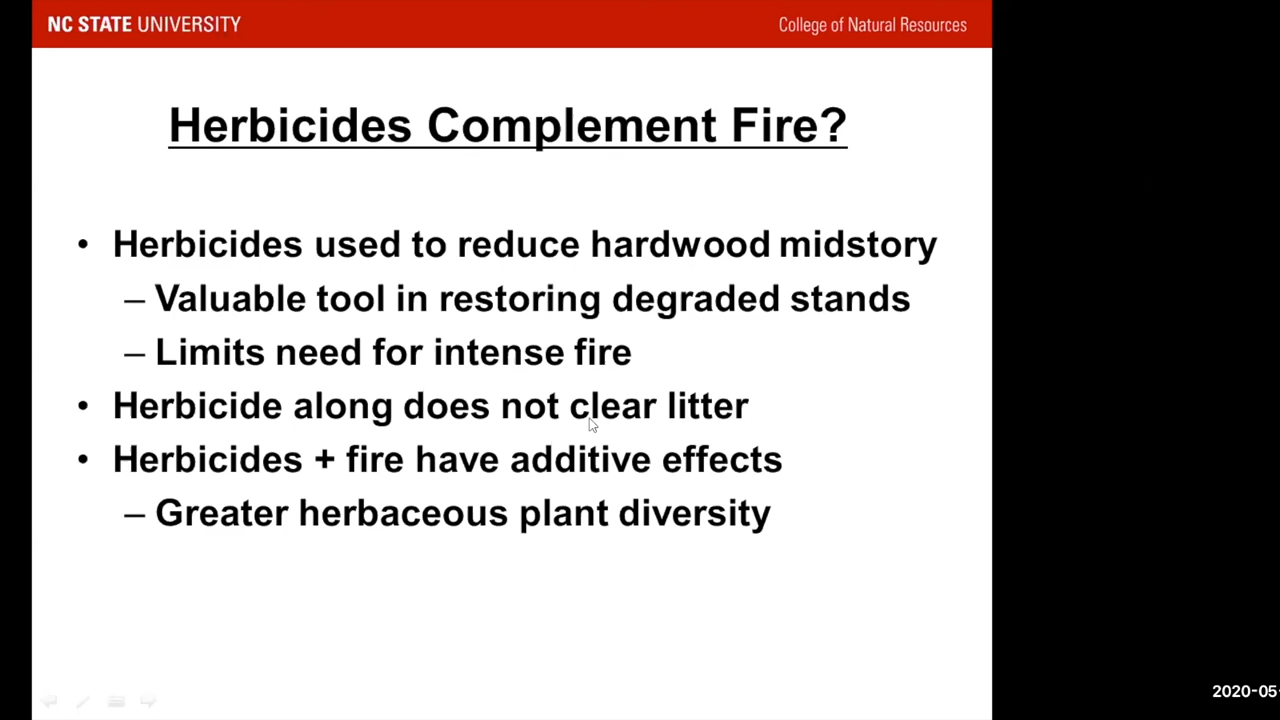 NC STATE UNIVERSITY
College of Natural Resources
Herbicides Complement Fire?
• Herbicides used to reduce hardwood midstory
– Valuable tool in restoring degraded stands
– Limits need for intense fire
• Herbicide along does not clear litter
• Herbicides + fire have additive effects
– Greater herbaceous plant diversity
2020-05-